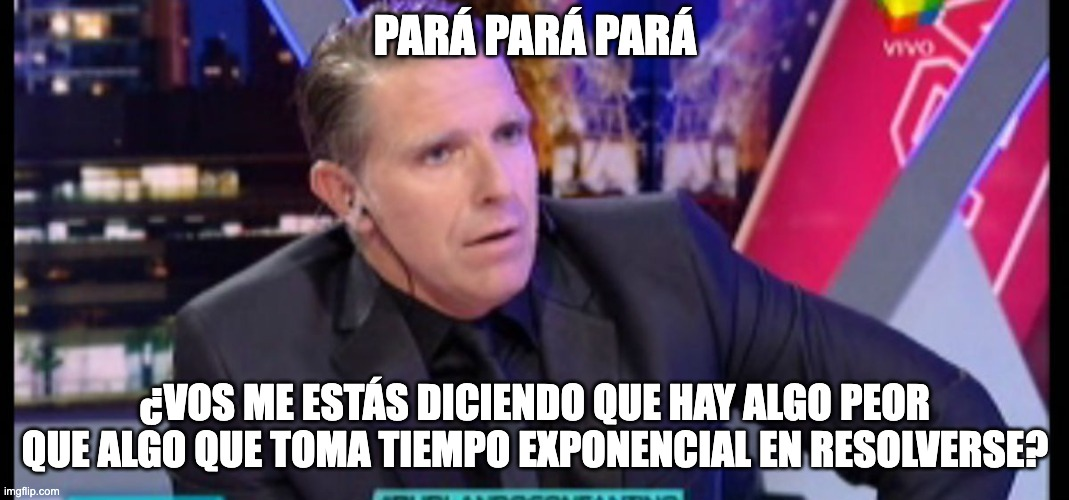 PARÁ PARÁ PARÁ
VIVO
¿VOS ME ESTÁS DICIENDO QUE HAY ALGO PEOR
QUE ALGO QUE TOMA TIEMPO EXPONENCIAL EN RESOLVERSE?
imgflip.com